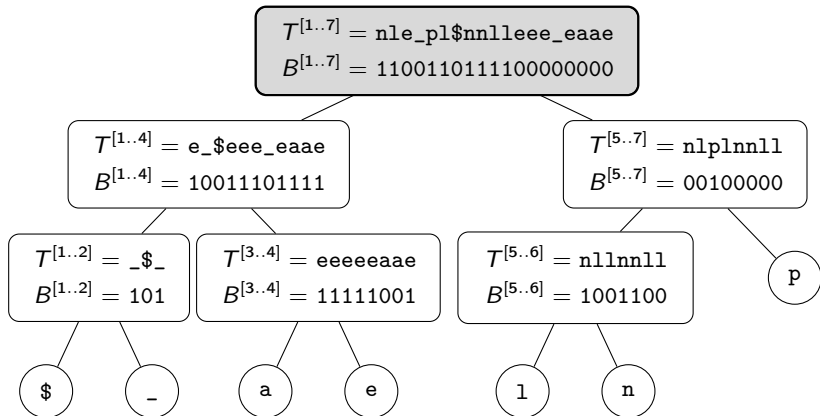 T^[1..7] = nle_pl$nnlleee_eaae
B^[1..7] = 1100110111100000000
T^[1..4] = e_$eee_eaae
B^[1..4] = 10011101111
T^[5..7] = nlplnnll
B^[5..7] = 00100000
T^[1..2] = _$_
B^[1..2] = 101
T^[3..4] = eeeeeaae
B^[3..4] = 11111001
T^[5..6] = nllnnll
B^[5..6] = 1001100
p
$
_
a
e
l
n